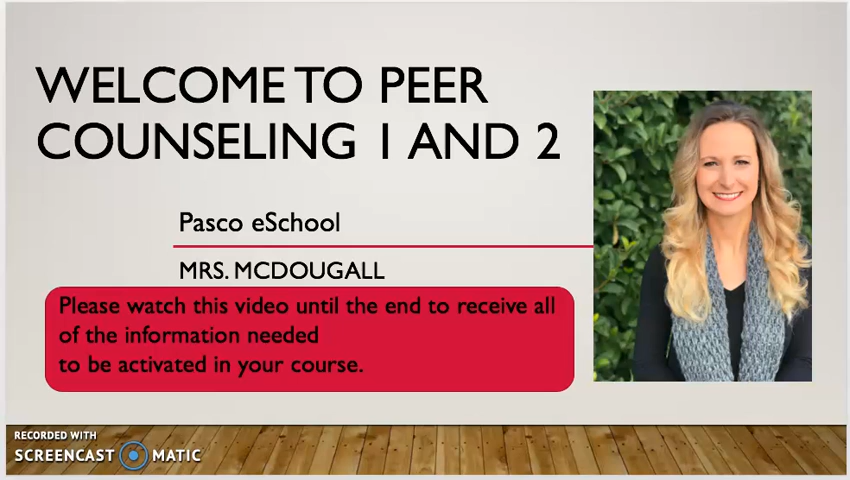 WELCOME TO PEER
COUNSELING 1 AND 2
Pasco eSchool
MRS. MCDOUGALL
Please watch this video until the end to receive all
of the information needed
to be activated in your course.
RECORDED WITH
SCREENCAST MATIC